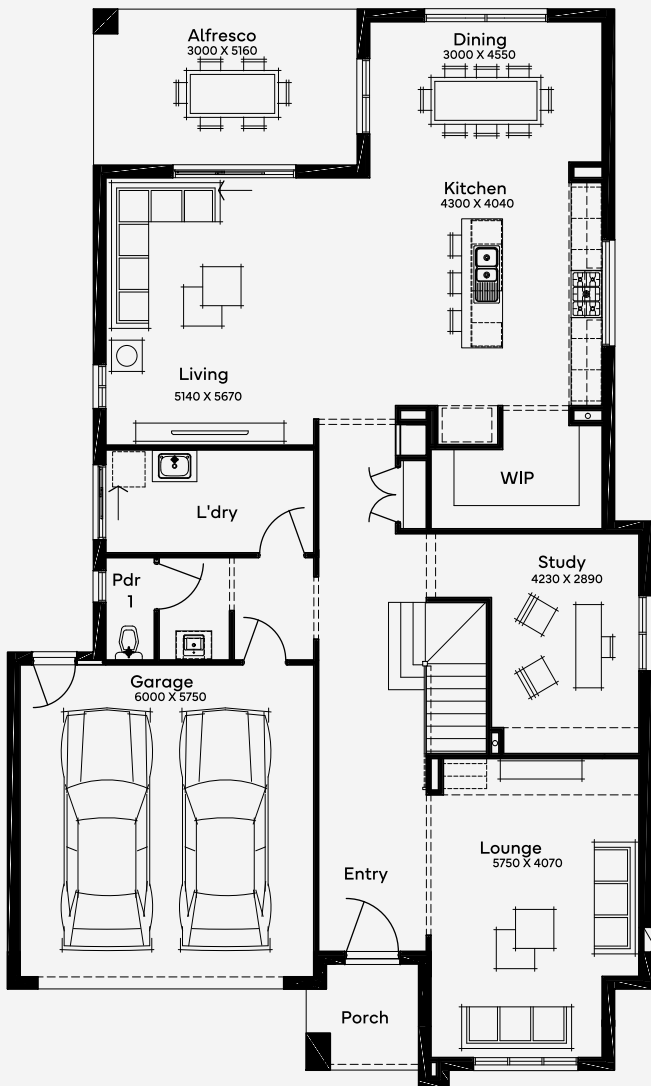 Alfresco
3000 X 5160
Dining
3000 X 4550
Kitchen
4300 X 4040
Living
5140 X 5670
WIP
L'dry
Study
4230 X 2890
Pdr
1
Garage
6000 X 5750
Lounge
5750 X 4070
Entry
Porch